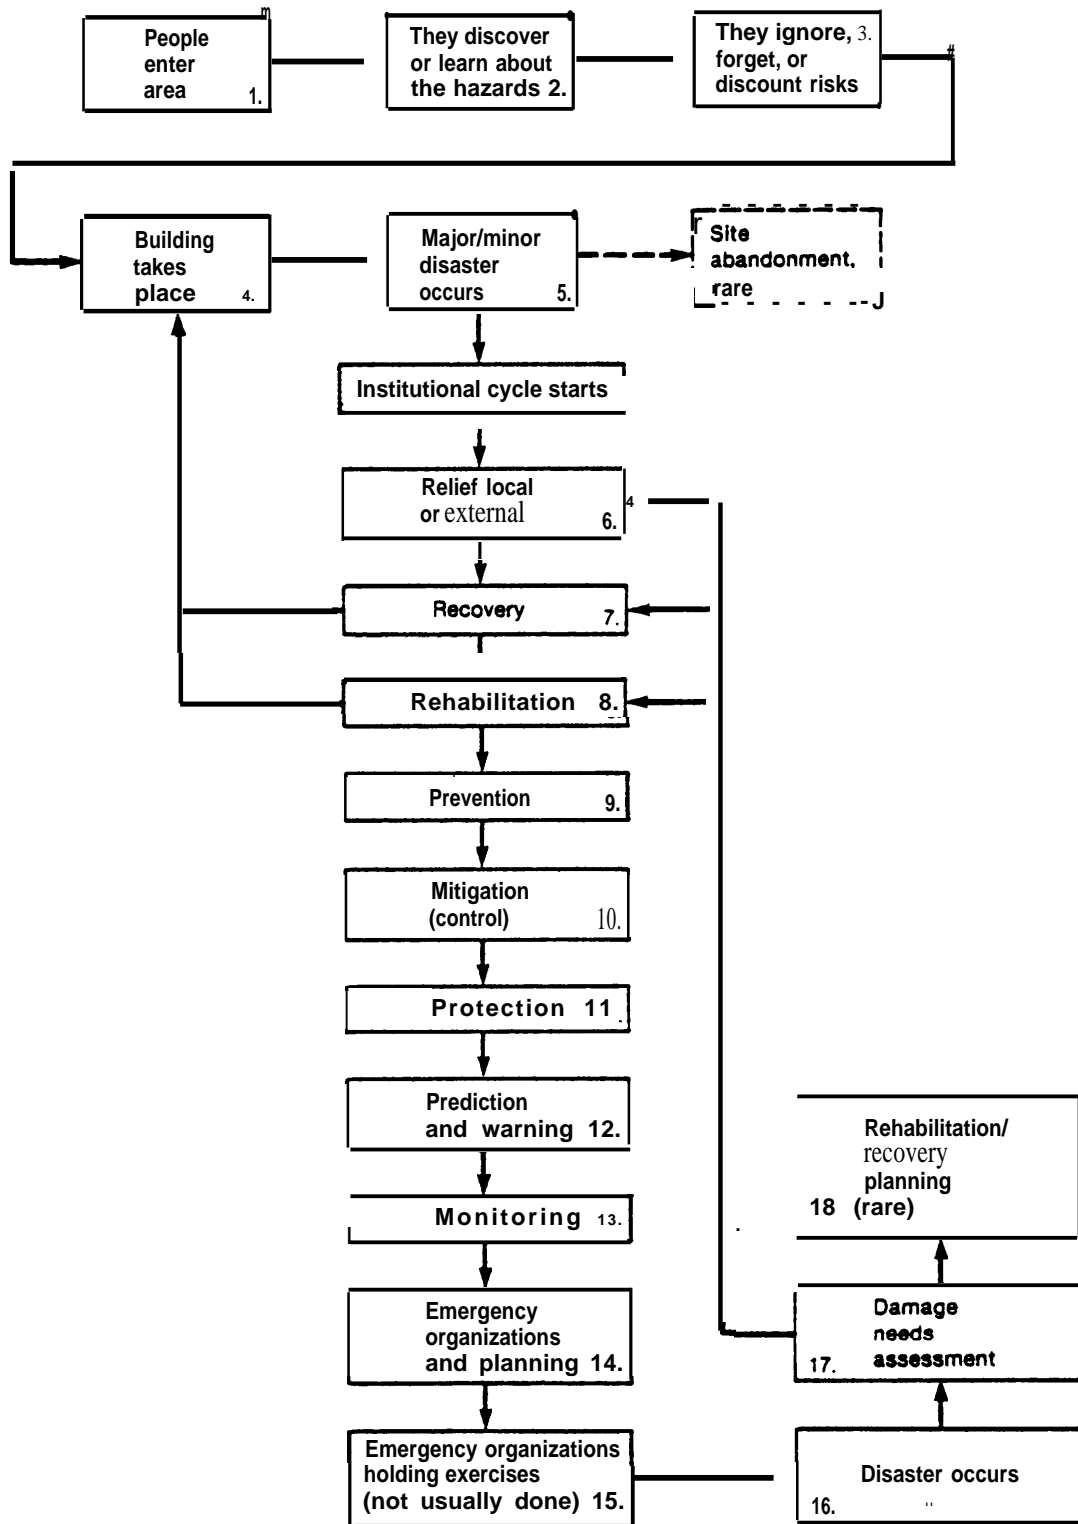 People
enter
area 1.
They discover
or learn about
the hazards 2.
They ignore, 3.
forget, or
discount risks
Building
takes
place 4.
Major/minor
disaster
occurs 5.
Site
abandonment,
rare
Institutional cycle starts
Relief local
or external 6.
Recovery 7.
Rehabilitation 8.
Prevention 9.
Mitigation
(control) 10.
Protection 11.
Prediction
and warning 12.
Monitoring 13.
Emergency
organizations
and planning 14.
Emergency organizations
holding exercises
(not usually done) 15.
Disaster occurs
16.
Damage
needs
17. assessment
Rehabilitation/
recovery
planning
18 (rare)